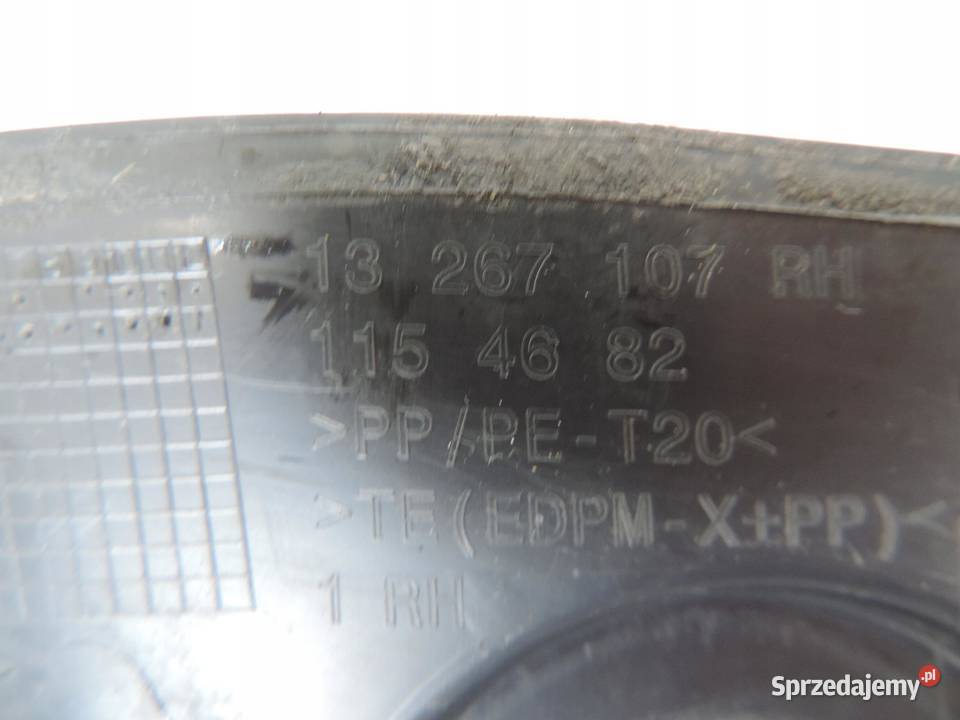 13 267 107 RH
115 46 82
>PP/PE-T20<
>TE(EDPM-X+PP)<
1 RH
Sprzedajemy.pl